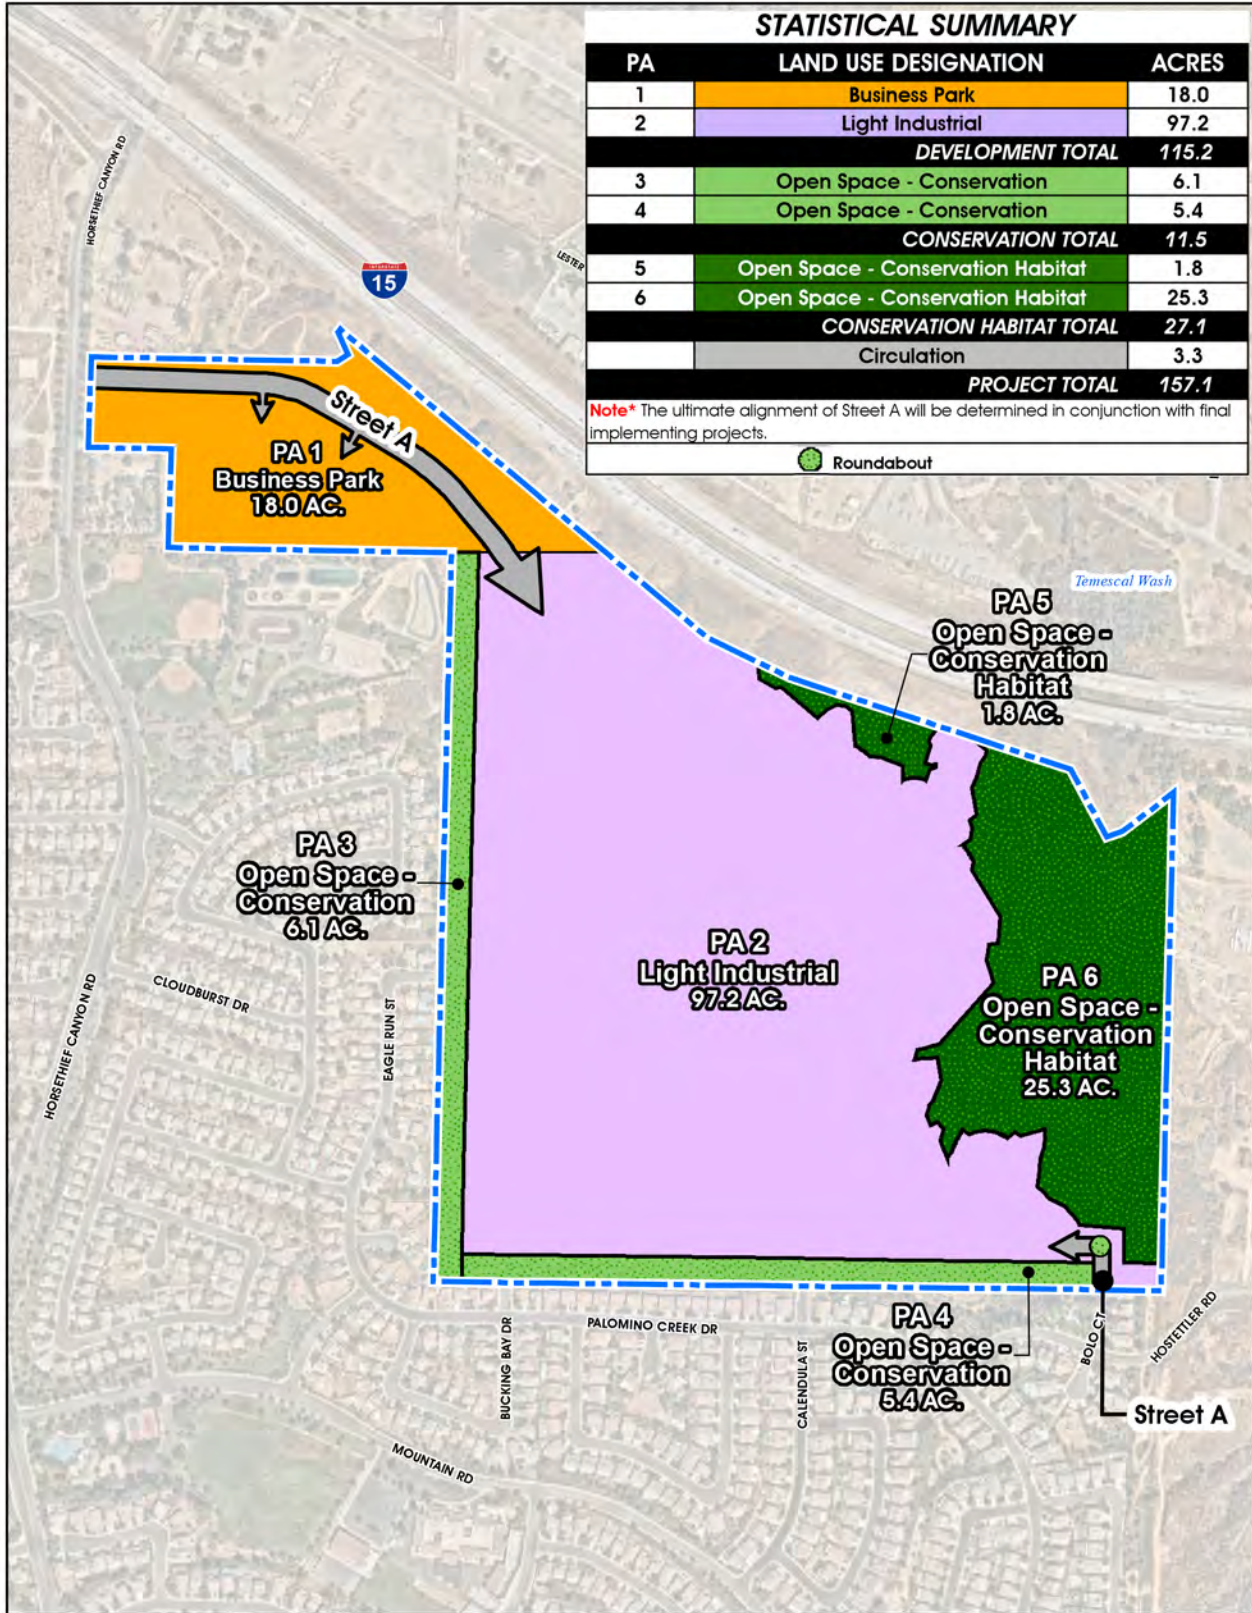 STATISTICAL SUMMARY
PA LAND USE DESIGNATION ACRES
1 Business Park 18.0
2 Light Industrial 97.2
DEVELOPMENT TOTAL 115.2
3 Open Space - Conservation 6.1
4 Open Space - Conservation 5.4
CONSERVATION TOTAL 11.5
5 Open Space - Conservation Habitat 1.8
6 Open Space - Conservation Habitat 25.3
CONSERVATION HABITAT TOTAL 27.1
Circulation 3.3
PROJECT TOTAL 157.1
Note* The ultimate alignment of Street A will be determined in conjunction with final
implementing projects.
Roundabout
HORSETHIEF CANYON RD
LESTER
INTERSTATE
15
Street A
PA 1
Business Park
18.0 AC.
Temescal Wash
PA 5
Open Space -
Conservation
Habitat
1.8 AC.
PA 3
Open Space -
Conservation
6.1 AC.
PA 2
Light Industrial
97.2 AC.
PA 6
Open Space -
Conservation
Habitat
25.3 AC.
CLOUDBURST DR
EAGLE RUN ST
HORSETHIEF CANYON RD
PALOMINO CREEK DR
BUCKING BAY DR
CALENDULA ST
PA 4
Open Space -
Conservation
5.4 AC.
BOLO CT
HOSTETTLER RD
Street A
MOUNTAIN RD